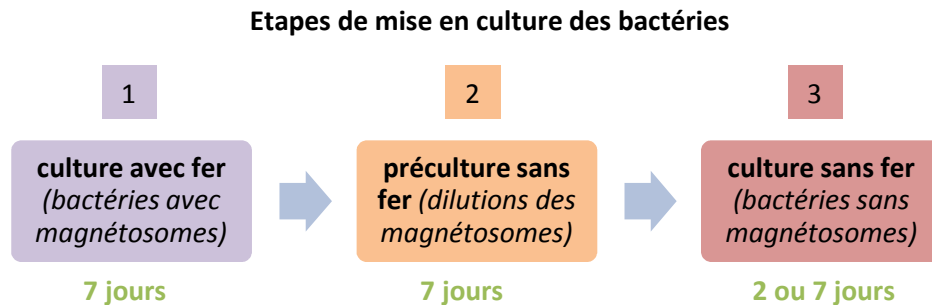 Etapes de mise en culture des bactéries
1
2
3
culture avec fer
(bactéries avec
magnétosomes)
préculture sans
fer (dilutions des
magnétosomes)
culture sans fer
(bactéries sans
magnétosomes)
7 jours
7 jours
2 ou 7 jours